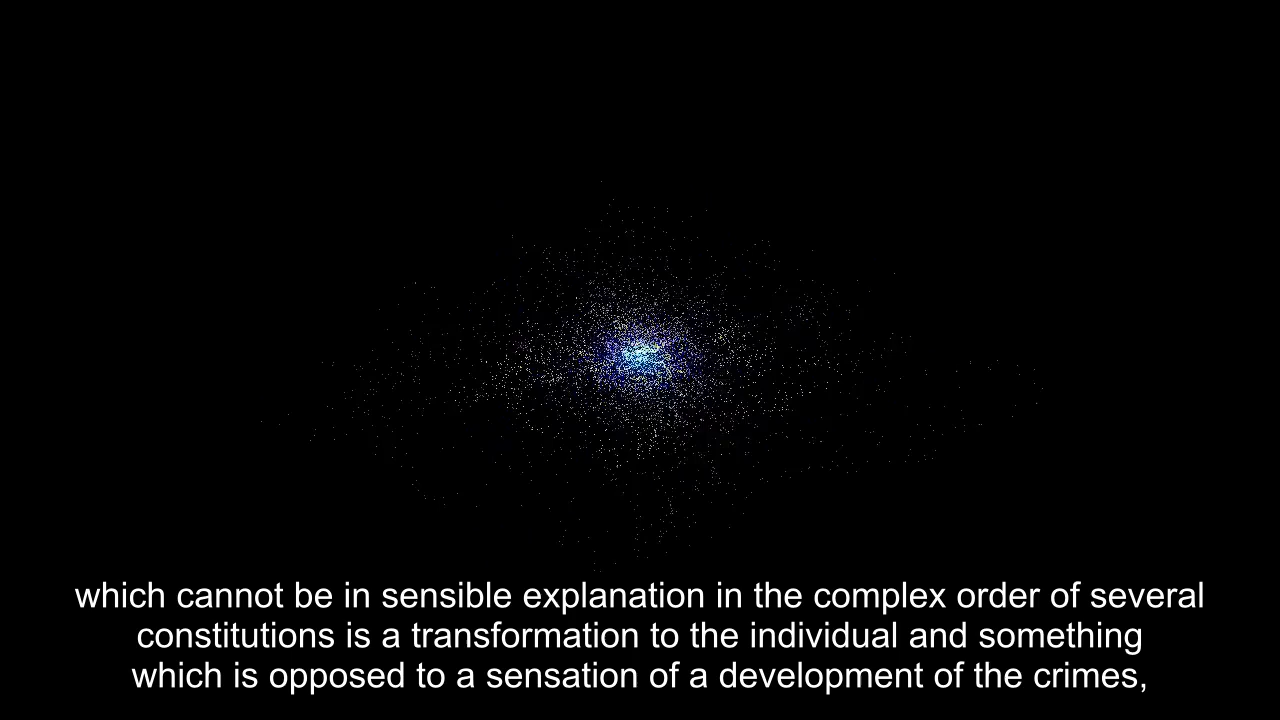 which cannot be in sensible explanation in the complex order of several
constitutions is a transformation to the individual and something
which is opposed to a sensation of a development of the crimes,